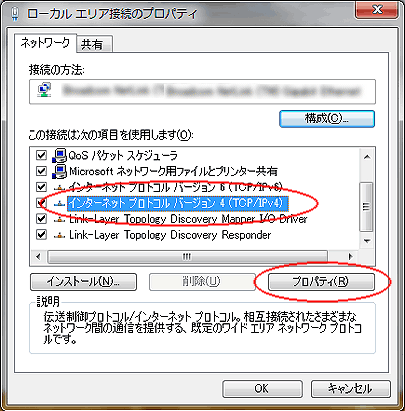 ローカル エリア接続のプロパティ
ネットワーク 共有
接続の方法:
構成(C)...
この接続は次の項目を使用します(O):
QoS パケット スケジューラ
Microsoft ネットワーク用ファイルとプリンター共有
インターネット プロトコル バージョン 6 (TCP/IPv6)
インターネット プロトコル バージョン 4 (TCP/IPv4)
Link-Layer Topology Discovery Mapper I/O Driver
Link-Layer Topology Discovery Responder
インストール(N)... 削除(U) プロパティ(R)
説明
伝送制御プロトコル/インターネット プロトコル。相互接続されたさまざまな
ネットワーク間の通信を提供する、既定のワイド エリア ネットワーク プロトコ
ルです。
OK キャンセル